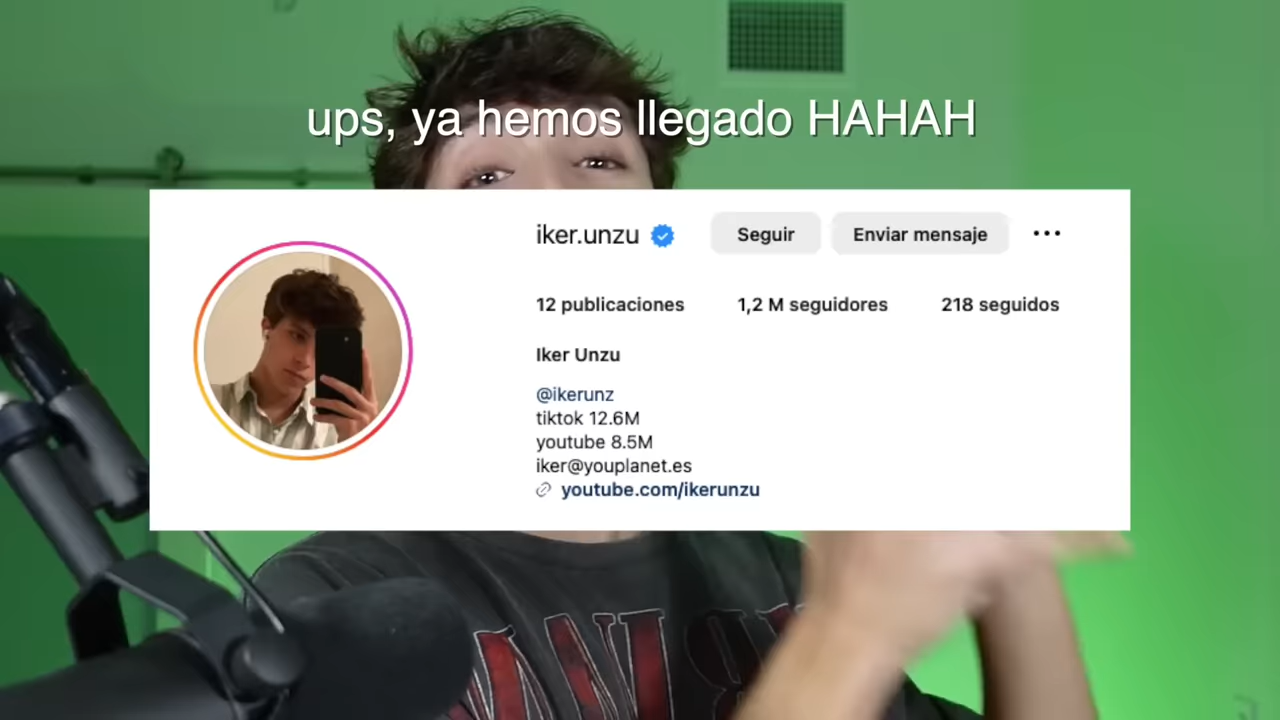 ups, ya hemos llegado HAHAH
iker.unzu Seguir Enviar mensaje
12 publicaciones 1,2 M seguidores 218 seguidos
Iker Unzu
@ikerunz
tiktok 12.6M
youtube 8.5M
iker@youplanet.es
youtube.com/ikerunzu